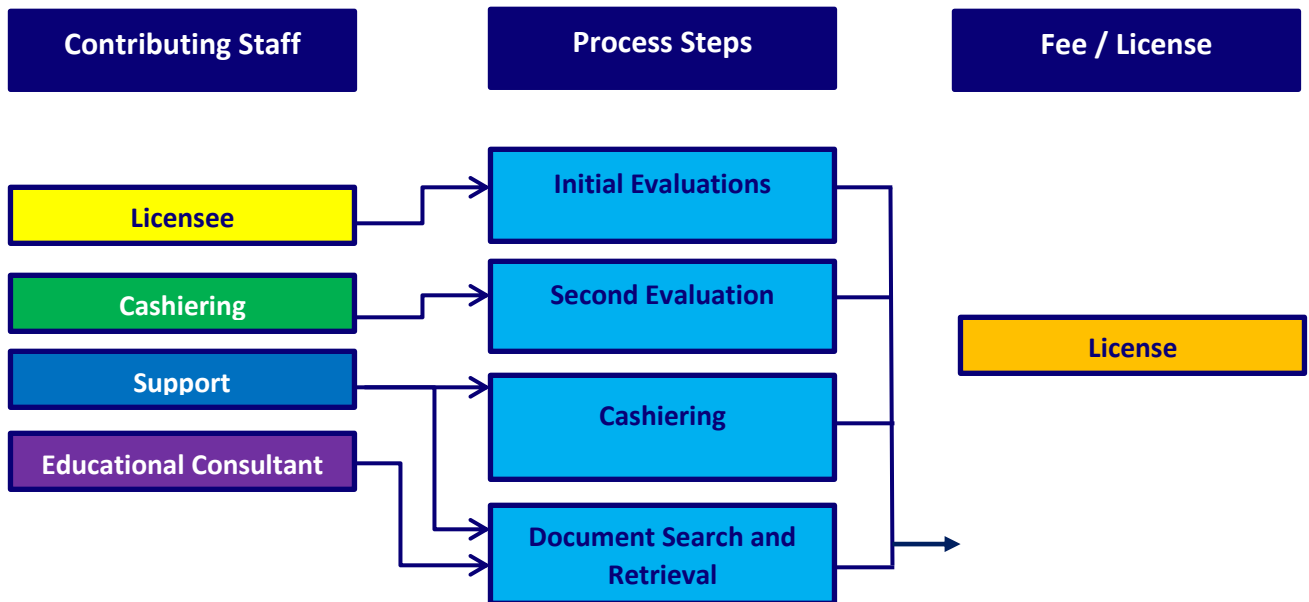 Contributing Staff
Process Steps
Fee / License
Licensee
Cashiering
Support
Educational Consultant
Initial Evaluations
Second Evaluation
Cashiering
Document Search and
Retrieval
License